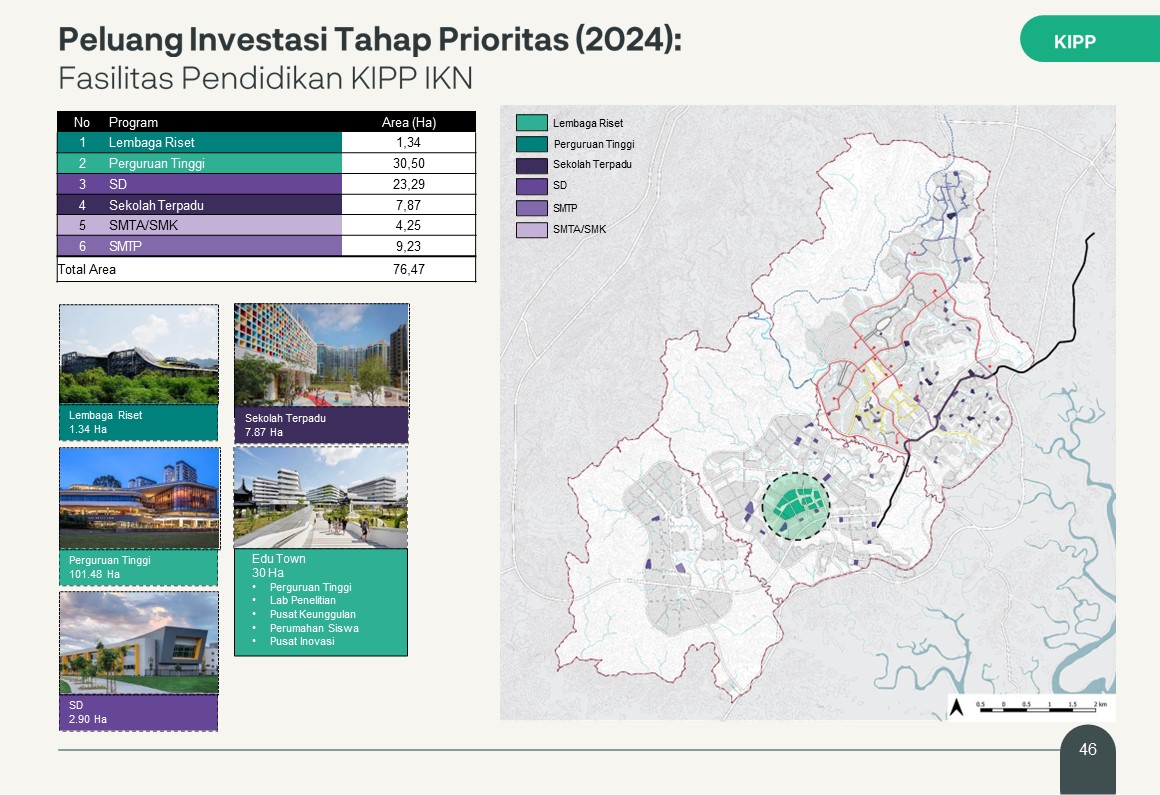 Peluang Investasi Tahap Prioritas (2024):
Fasilitas Pendidikan KIPP IKN
KIPP
No Program Area (Ha)
1 Lembaga Riset 1,34
2 Perguruan Tinggi 30,50
3 SD 23,29
4 Sekolah Terpadu 7,87
5 SMTA/SMK 4,25
6 SMTP 9,23
Total Area 76,47
Lembaga Riset
1.34 Ha
Sekolah Terpadu
7.87 Ha
Perguruan Tinggi
101.48 Ha
Edu Town
30 Ha
• Perguruan Tinggi
• Lab Penelitian
• Pusat Keunggulan
• Perumahan Siswa
• Pusat Inovasi
SD
2.90 Ha
Lembaga Riset
Perguruan Tinggi
Sekolah Terpadu
SD
SMTP
SMTA/SMK
0.5 0 0.5 1 1.5 2 km
46